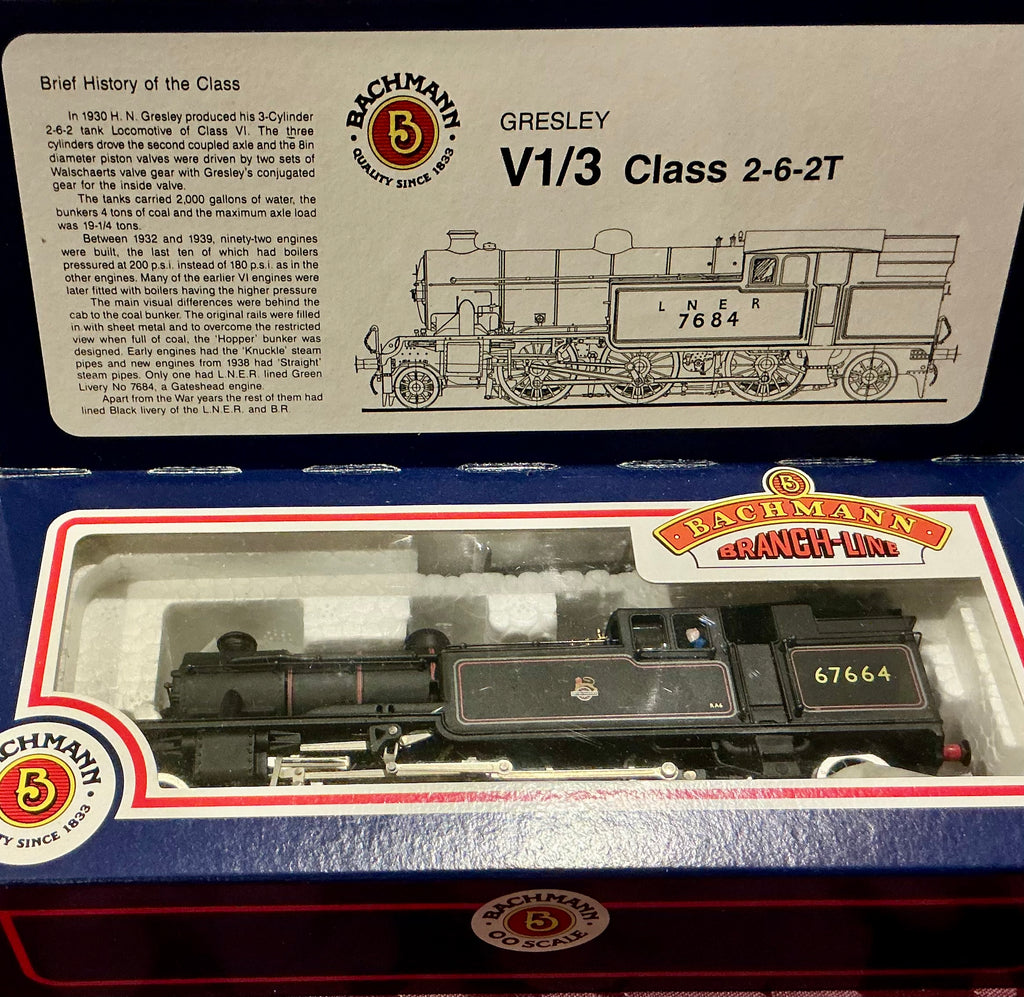 Brief History of the Class
In 1930 H. N. Gresley produced his 3-Cylinder
2-6-2 tank Locomotive of Class VI. The three
cylinders drove the second coupled axle and the 8in
diameter piston valves were driven by two sets of
Walschaerts valve gear with Gresley's conjugated
gear for the inside valve.
The tanks carried 2,000 gallons of water, the
bunkers 4 tons of coal and the maximum axle load
was 19-1/4 tons.
Between 1932 and 1939, ninety-two engines
were built, the last ten of which had boilers
pressured at 200 p.s.i. instead of 180 p.s.i. as in the
other engines. Many of the earlier VI engines were
later fitted with boilers having the higher pressure
The main visual differences were behind the
cab to the coal bunker. The original rails were filled
in with sheet metal and to overcome the restricted
view when full of coal, the 'Hopper' bunker was
designed. Early engines had the 'Knuckle' steam
pipes and new engines from 1938 had 'Straight'
steam pipes. Only one had L.N.E.R. lined Green
Livery No 7684, a Gateshead engine.
Apart from the War years the rest of them had
lined Black livery of the L.N.E.R. and B.R.
BACHMANN
B
QUALITY SINCE 1833
GRESLEY
V1/3 Class 2-6-2T
L N E R
7684
B
BACHMANN
BRANCH-LINE
67664
RA6
BACHMANN
B
TY SINCE 1833
BACHMANN
B
OO SCALE